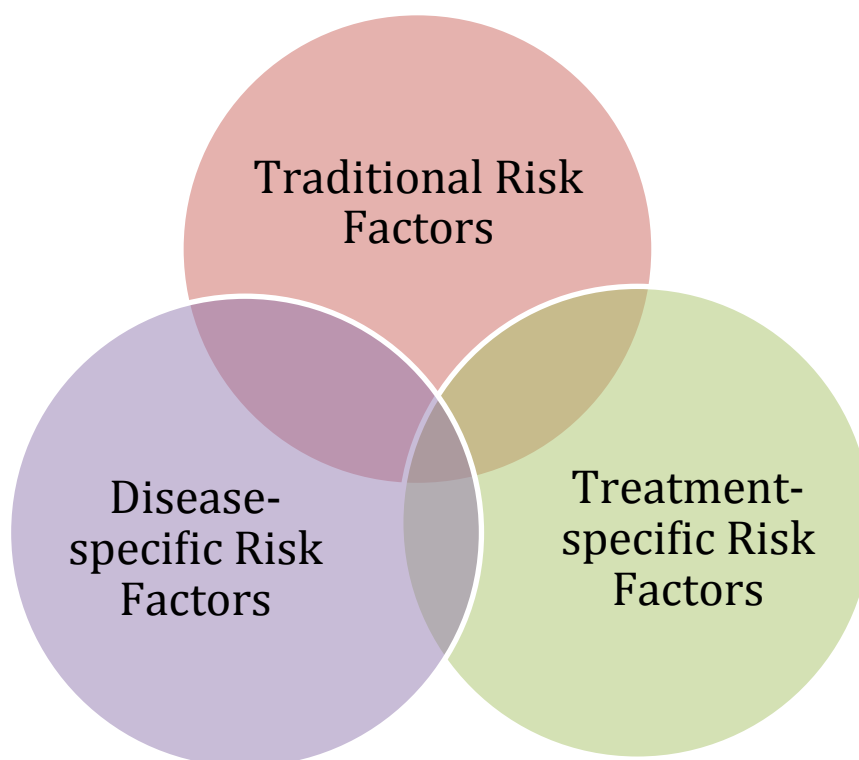 Traditional Risk
Factors
Disease-
specific Risk
Factors
Treatment-
specific Risk
Factors